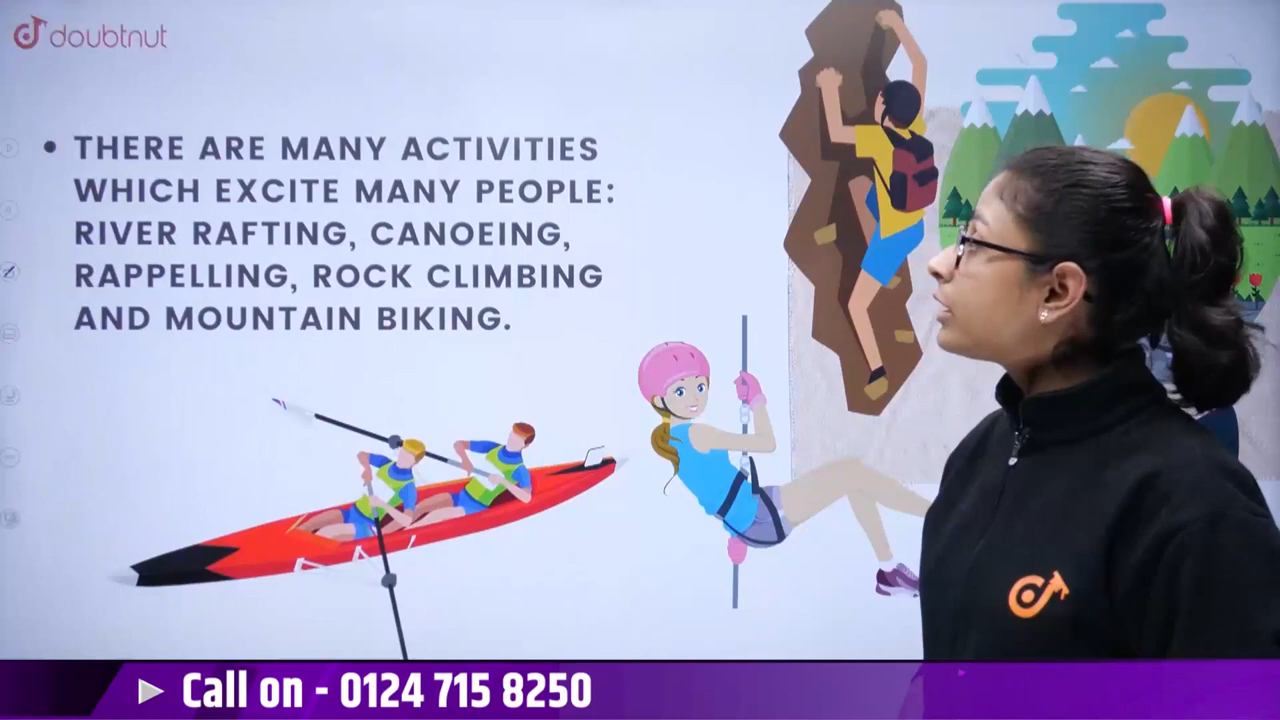 doubtnut
• THERE ARE MANY ACTIVITIES
WHICH EXCITE MANY PEOPLE:
RIVER RAFTING, CANOEING,
RAPPELLING, ROCK CLIMBING
AND MOUNTAIN BIKING.
Call on - 0124 715 8250